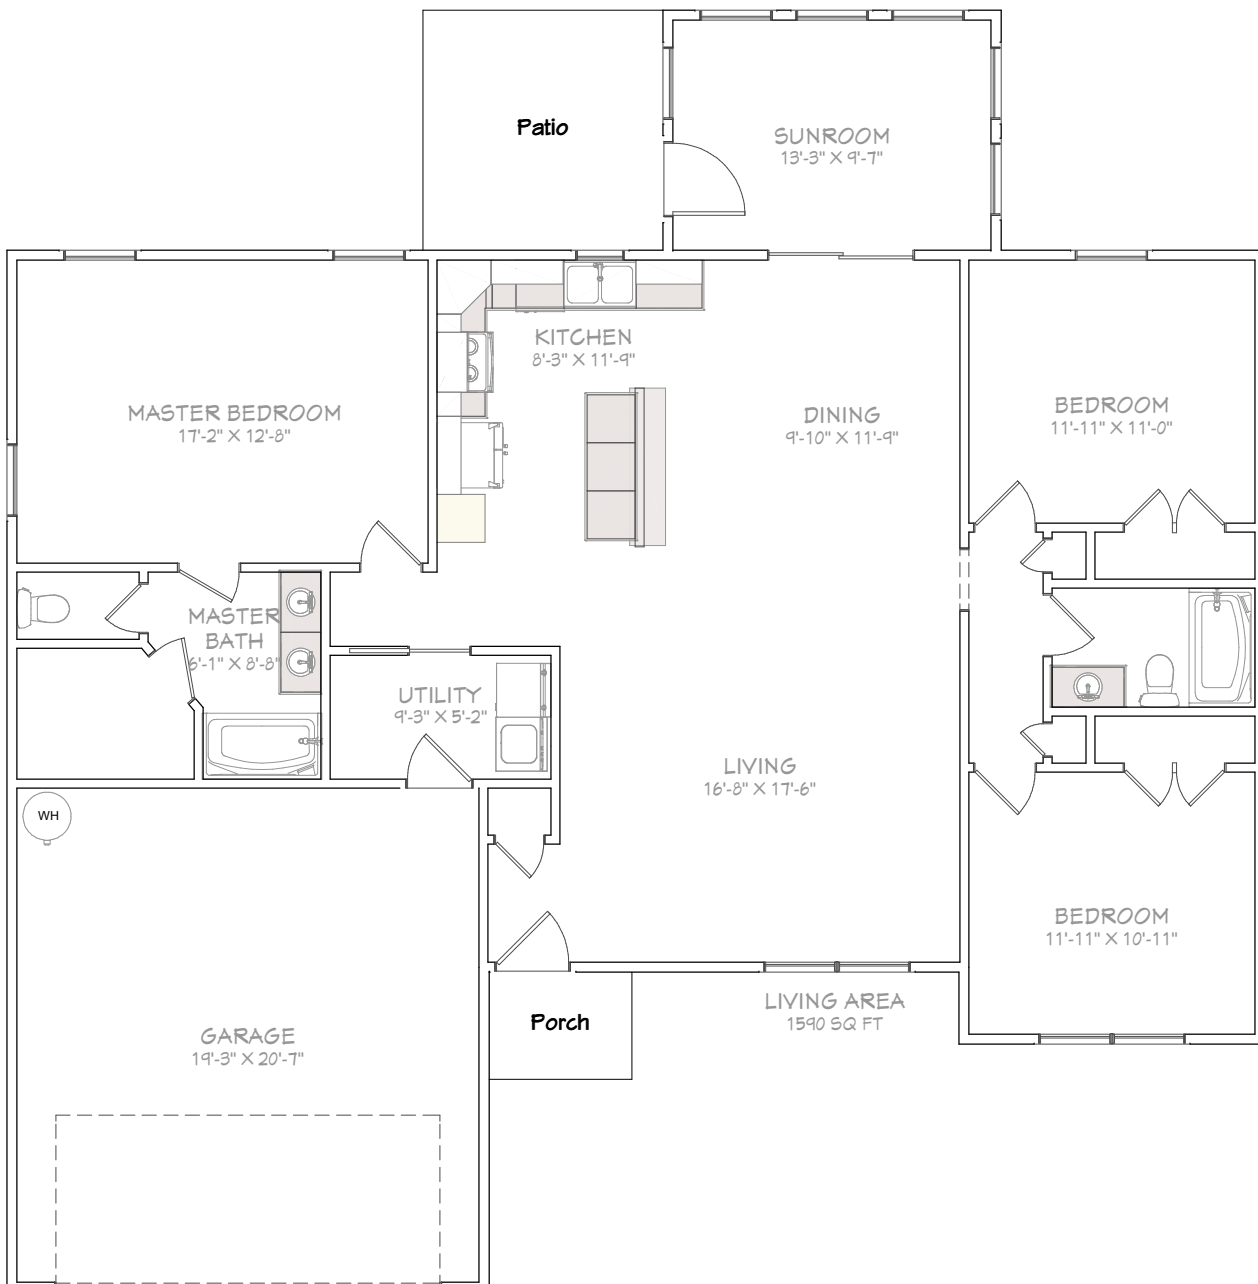 Patio
SUNROOM
13'-3" X 9'-7"
KITCHEN
8'-3" X 11'-9"
MASTER BEDROOM
17'-2" X 12'-8"
DINING
9'-10" X 11'-9"
BEDROOM
11'-11" X 11'-0"
MASTER
BATH
6'-1" X 8'-8"
UTILITY
9'-3" X 5'-2"
LIVING
16'-8" X 17'-6"
WH
BEDROOM
11'-11" X 10'-11"
LIVING AREA
1590 SQ FT
Porch
GARAGE
19'-3" X 20'-7"